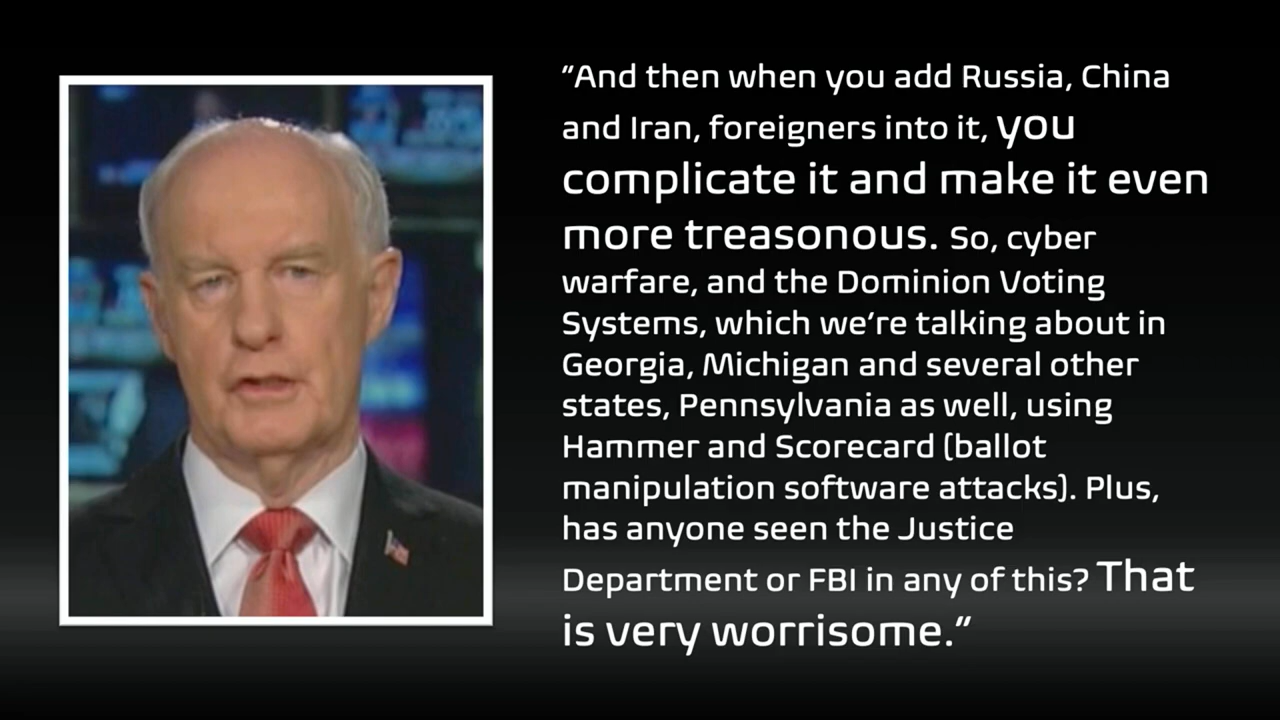 “And then when you add Russia, China
and Iran, foreigners into it, you
complicate it and make it even
more treasonous. So, cyber
warfare, and the Dominion Voting
Systems, which we’re talking about in
Georgia, Michigan and several other
states, Pennsylvania as well, using
Hammer and Scorecard (ballot
manipulation software attacks). Plus,
has anyone seen the Justice
Department or FBI in any of this? That
is very worrisome.”